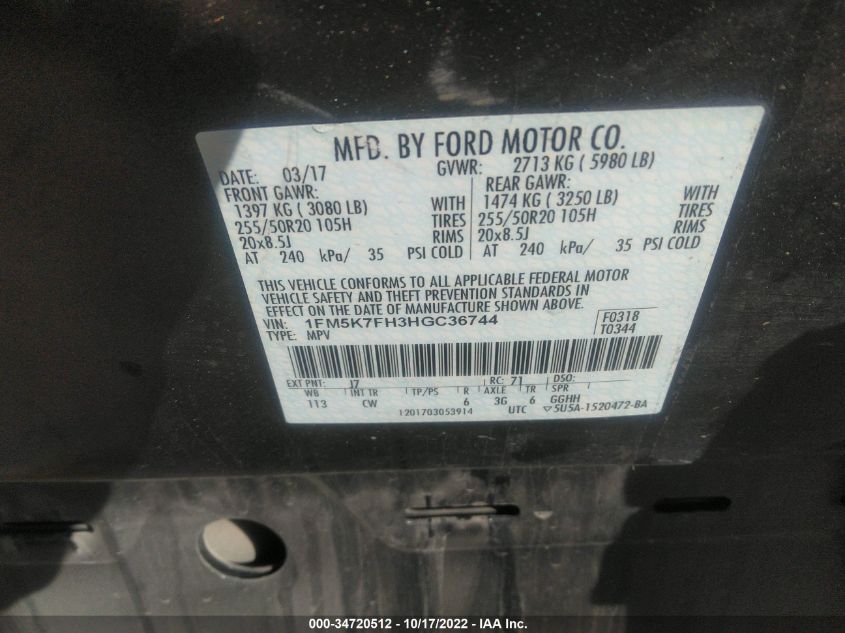 MFD. BY FORD MOTOR CO.
DATE: 03/17 GVWR: 2713 KG ( 5980 LB)
FRONT GAWR: REAR GAWR:
1397 KG ( 3080 LB) WITH 1474 KG ( 3250 LB) WITH
255/50R20 105H TIRES 255/50R20 105H TIRES
20x8.5J RIMS 20x8.5J RIMS
AT 240 kPa/ 35 PSI COLD AT 240 kPa/ 35 PSI COLD
THIS VEHICLE CONFORMS TO ALL APPLICABLE FEDERAL MOTOR
VEHICLE SAFETY AND THEFT PREVENTION STANDARDS IN
EFFECT ON THE DATE OF MANUFACTURE SHOWN ABOVE.
VIN: 1FM5K7FH3HGC36744 F0318
TYPE: MPV T0344
EXT PNT: J7 RC: 71 DSO:
WB INT TR TP/PS R AXLE TR SPR
113 CW 6 3G 6 GGHH
1201703053914 UTC ▽5U5A-1520472-BA
000-34720512 - 10/17/2022 - IAA Inc.